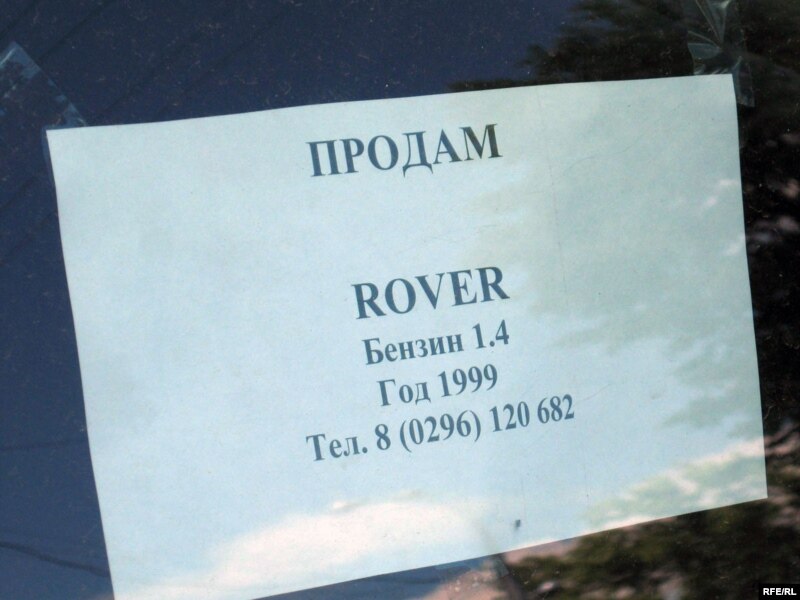 ПРОДАМ
ROVER
Бензин 1.4
Год 1999
Тел. 8 (0296) 120 682
RFE/RL